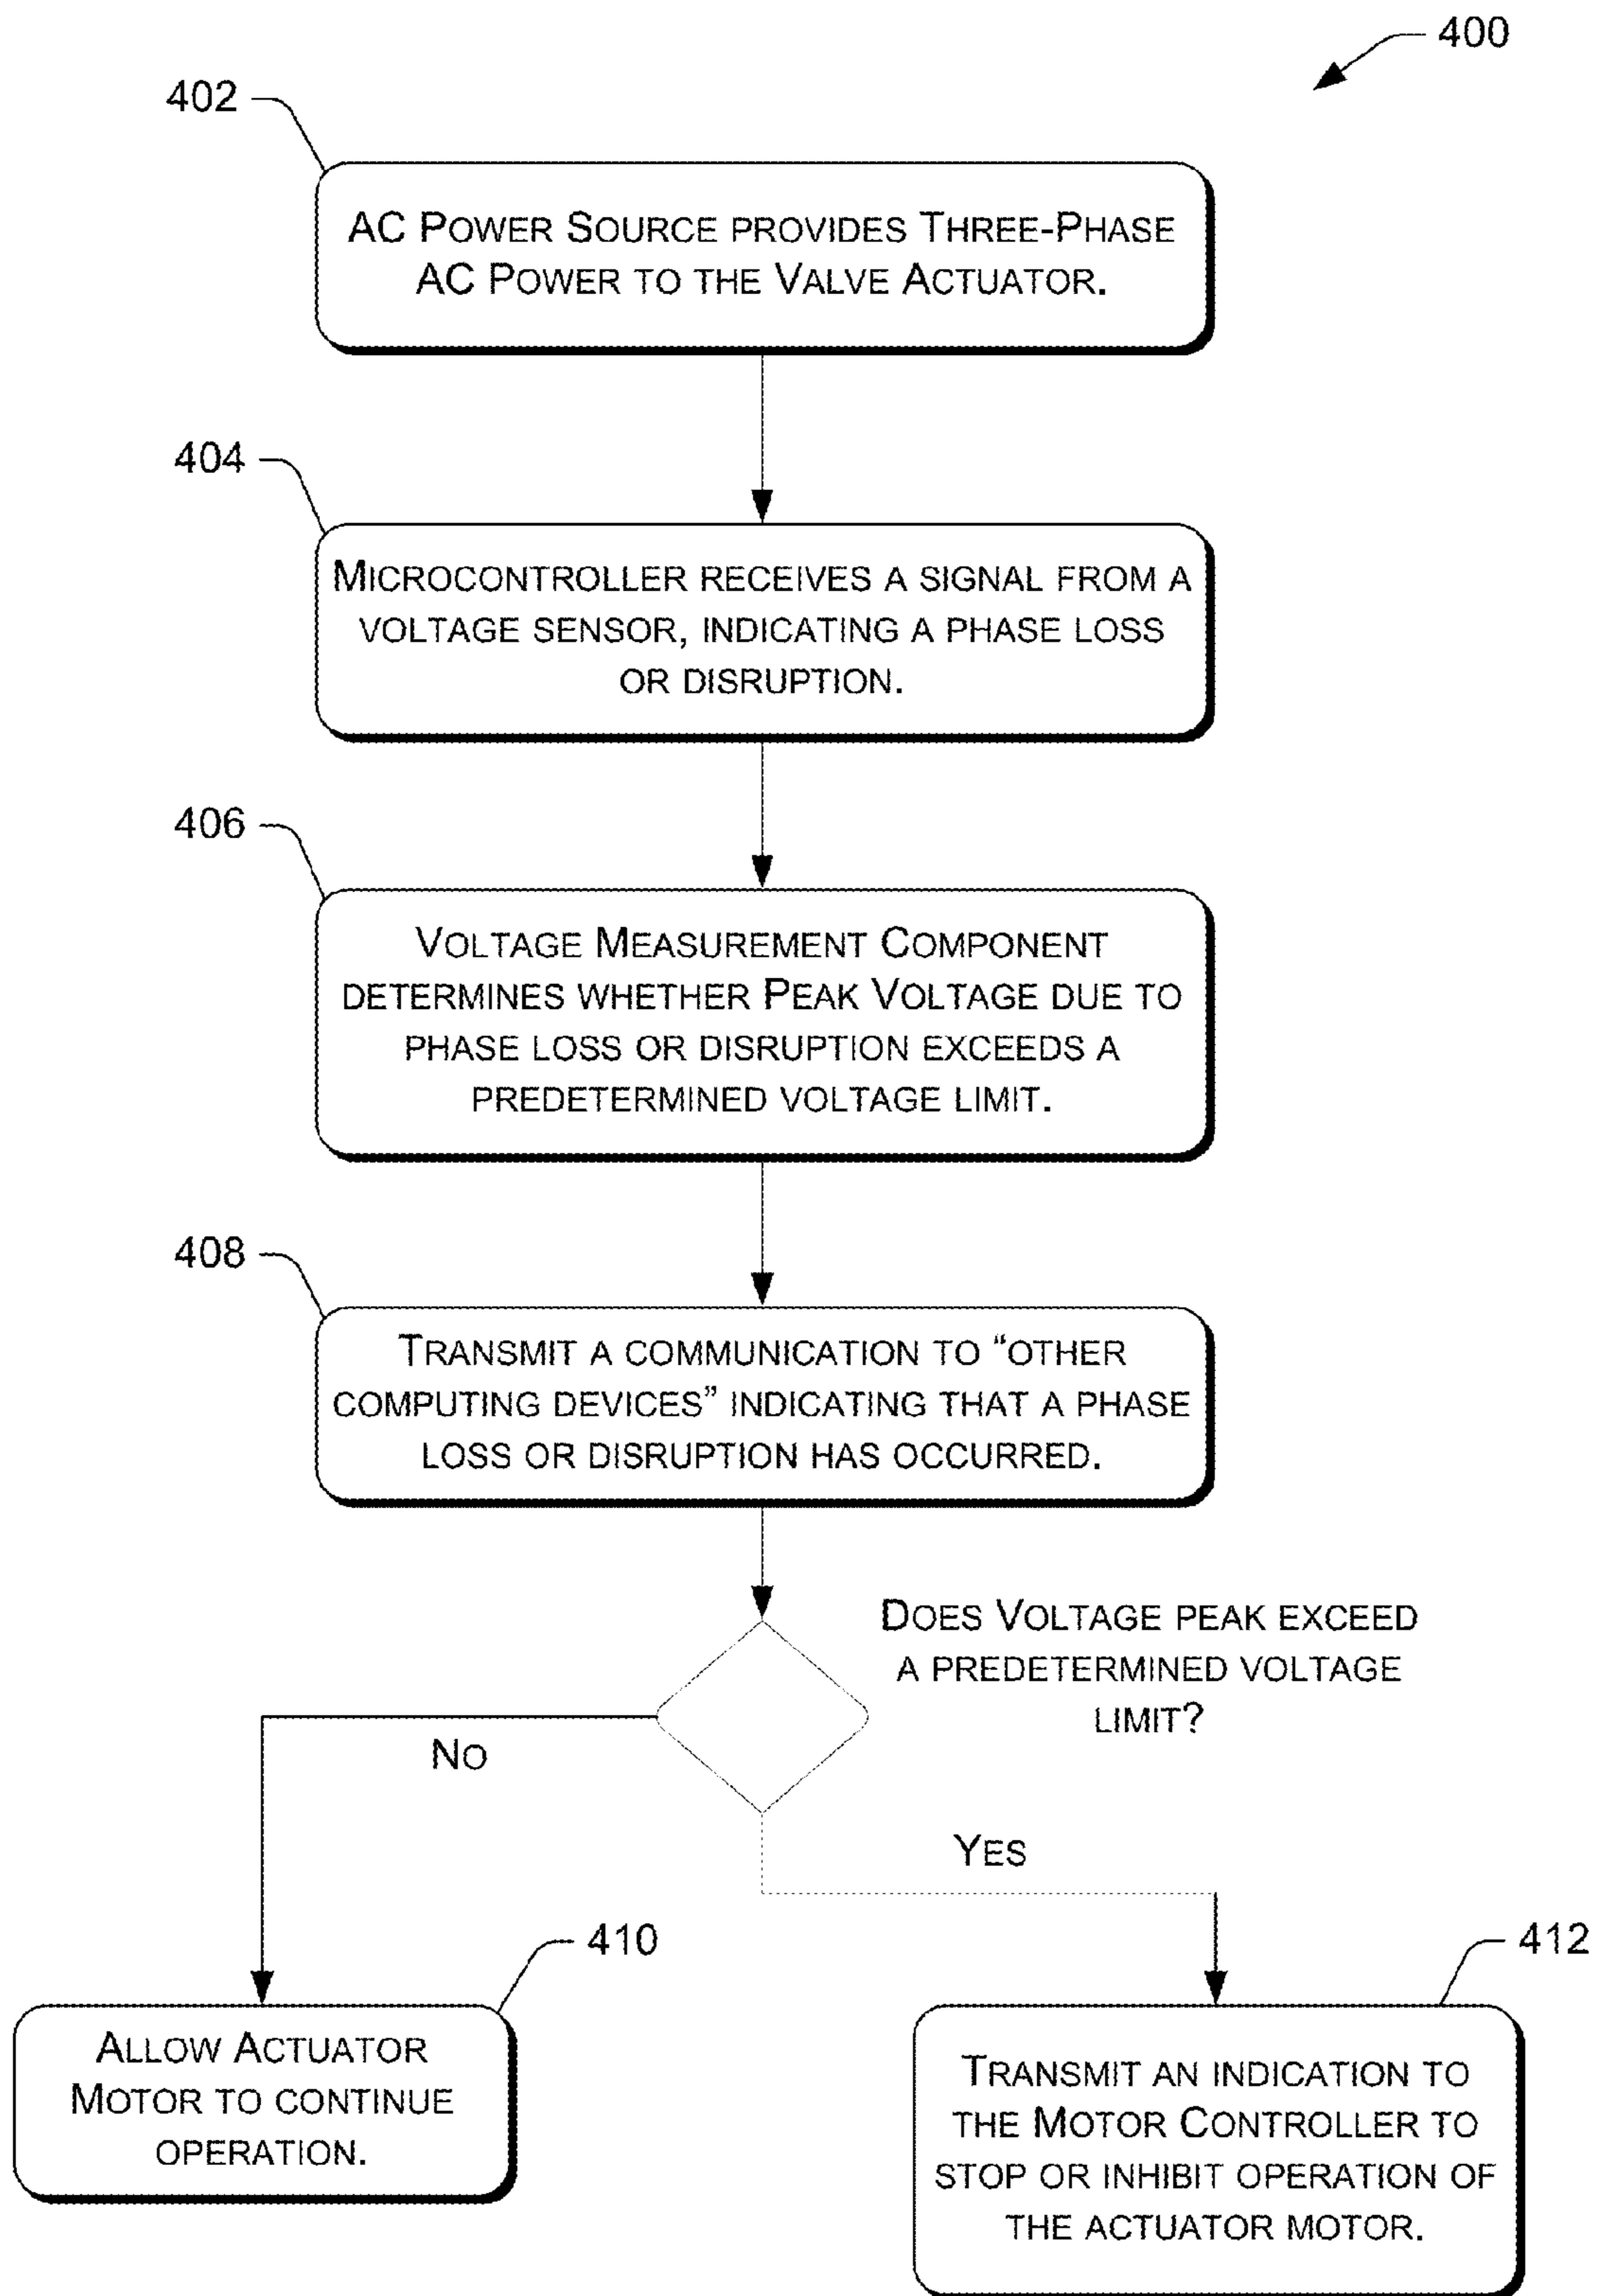 400
402
AC POWER SOURCE PROVIDES THREE-PHASE
AC POWER TO THE VALVE ACTUATOR.
404
MICROCONTROLLER RECEIVES A SIGNAL FROM A
VOLTAGE SENSOR, INDICATING A PHASE LOSS
OR DISRUPTION.
406
VOLTAGE MEASUREMENT COMPONENT
DETERMINES WHETHER PEAK VOLTAGE DUE TO
PHASE LOSS OR DISRUPTION EXCEEDS A
PREDETERMINED VOLTAGE LIMIT.
408
TRANSMIT A COMMUNICATION TO “OTHER
COMPUTING DEVICES” INDICATING THAT A PHASE
LOSS OR DISRUPTION HAS OCCURRED.
DOES VOLTAGE PEAK EXCEED
A PREDETERMINED VOLTAGE
LIMIT?
NO
YES
410
ALLOW ACTUATOR
MOTOR TO CONTINUE
OPERATION.
412
TRANSMIT AN INDICATION TO
THE MOTOR CONTROLLER TO
STOP OR INHIBIT OPERATION OF
THE ACTUATOR MOTOR.